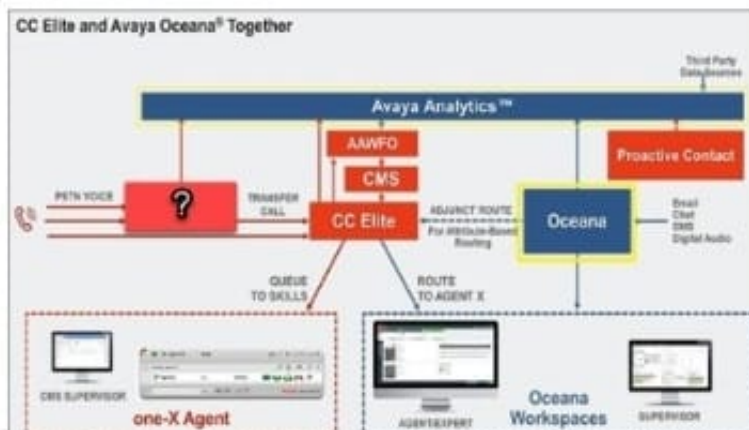 CC Elite and Avaya Oceana® Together
Third Party
Data Sources
Avaya Analytics™
AAWFO
Proactive Contact
CMS
PSTN VOICE
?
TRANSFER
CALL
CC Elite
ADJUNCT ROUTE
For Attribute-Based
Routing
Oceana
Email
Chat
SMS
Digital Audio
QUEUE
TO SKILLS
ROUTE
TO AGENT X
CMS SUPERVISOR
one-X Agent
AGENT/EXPERT
Oceana
Workspaces
SUPERVISOR